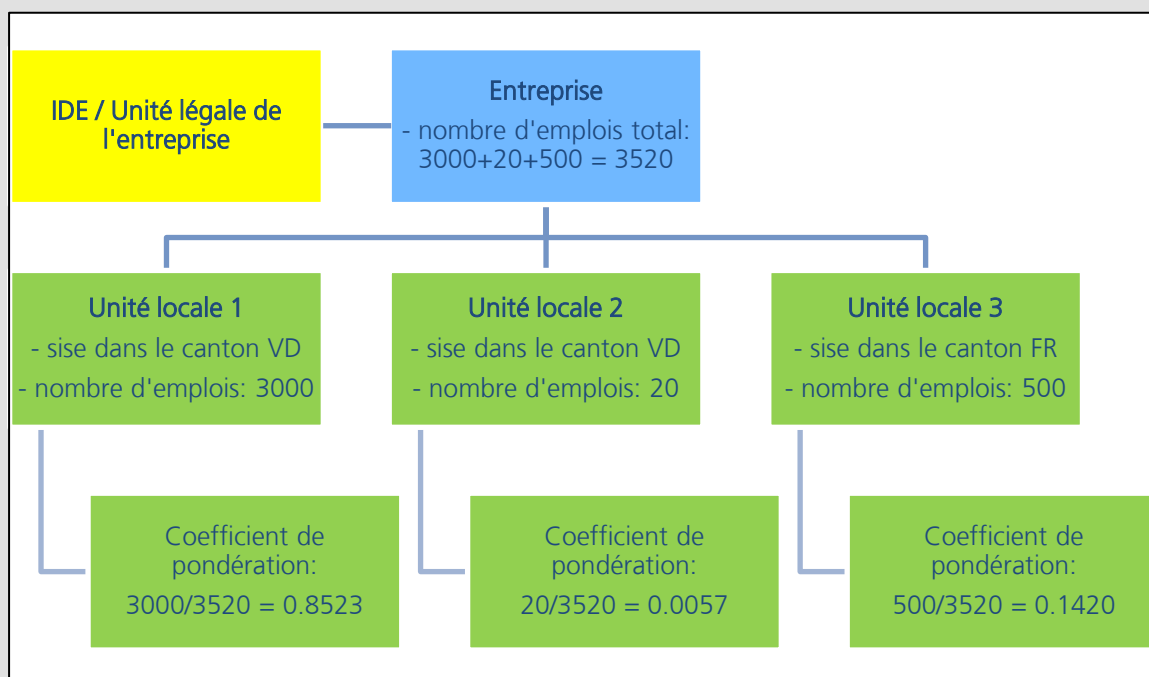 IDE / Unité légale de
l'entreprise
Entreprise
- nombre d'emplois total:
3000+20+500 = 3520
Unité locale 1
- sise dans le canton VD
- nombre d'emplois: 3000
Unité locale 2
- sise dans le canton VD
- nombre d'emplois: 20
Unité locale 3
- sise dans le canton FR
- nombre d'emplois: 500
Coefficient de
pondération:
3000/3520 = 0.8523
Coefficient de
pondération:
20/3520 = 0.0057
Coefficient de
pondération:
500/3520 = 0.1420